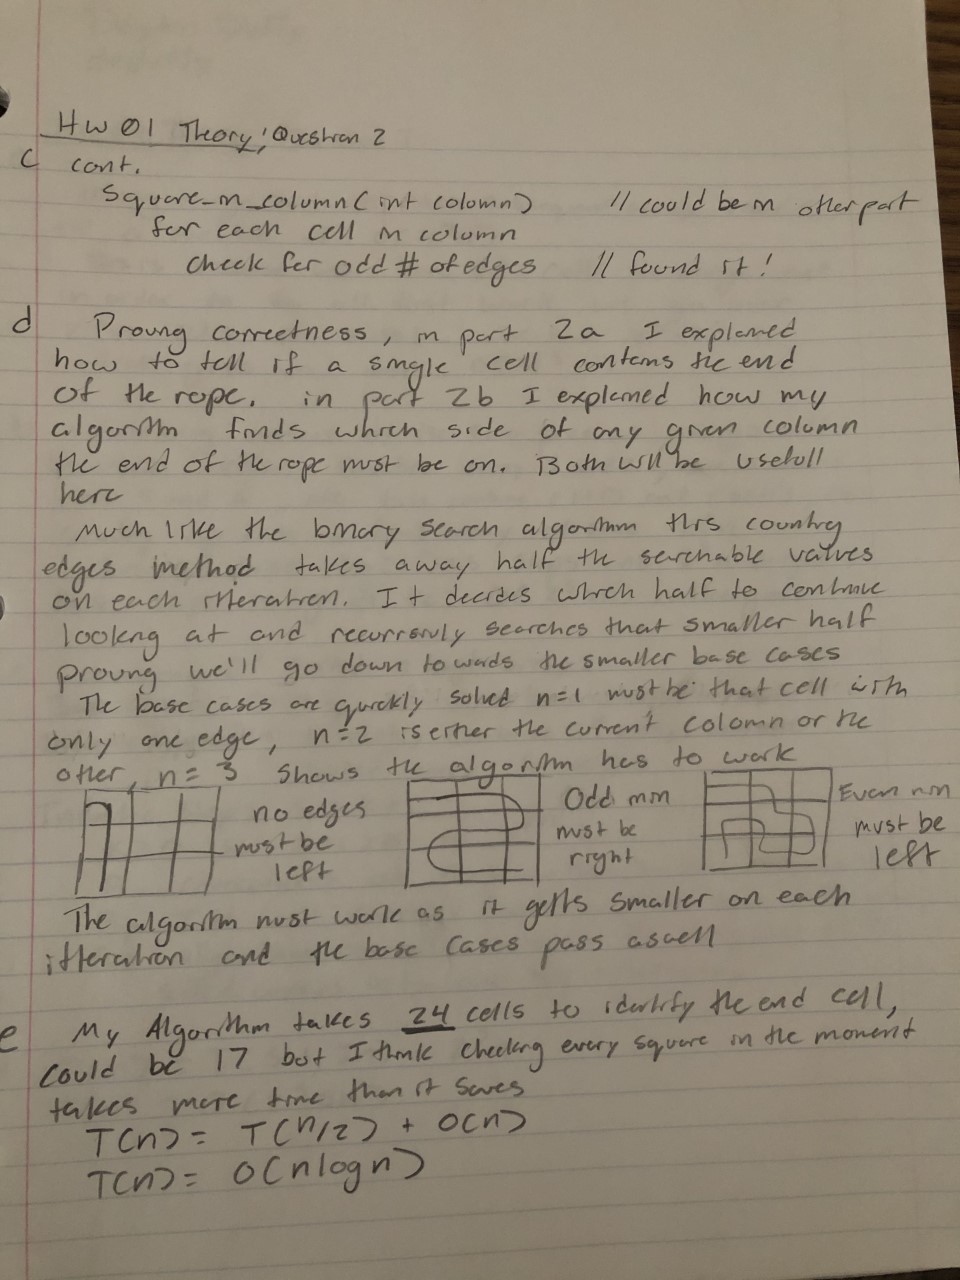 HW 01 Theory, Question 2
c cont.
square_in_column(int column) // could be in other part
for each cell in column
check for odd # of edges // found it!
d Proving correctness, in part 2a I explained
how to tell if a single cell contains the end
of the rope. in part 2b I explained how my
algorithm finds which side of any given column
the end of the rope must be on. Both will be usefull
here
Much like the binary search algorithm this counting
edges method takes away half the searchable values
on each itteration. It decides which half to continue
looking at and recurrsivly searches that smaller half
proving we'll go down towards the smaller base cases
The base cases are quickly solved n=1 must be that cell with
only one edge, n=2 is either the current colomn or the
other, n=3 Shows the algorithm has to work
no edges
must be
left
Odd nm
must be
right
Even nm
must be
left
The algorithm must work as it getts smaller on each
itteration and the base cases pass aswell
e My Algorithm takes 24 cells to identify the end cell,
could be 17 but I think checking every square in the moment
takes more time than it saves
T(n) = T(n/2) + O(n)
T(n) = O(n log n)